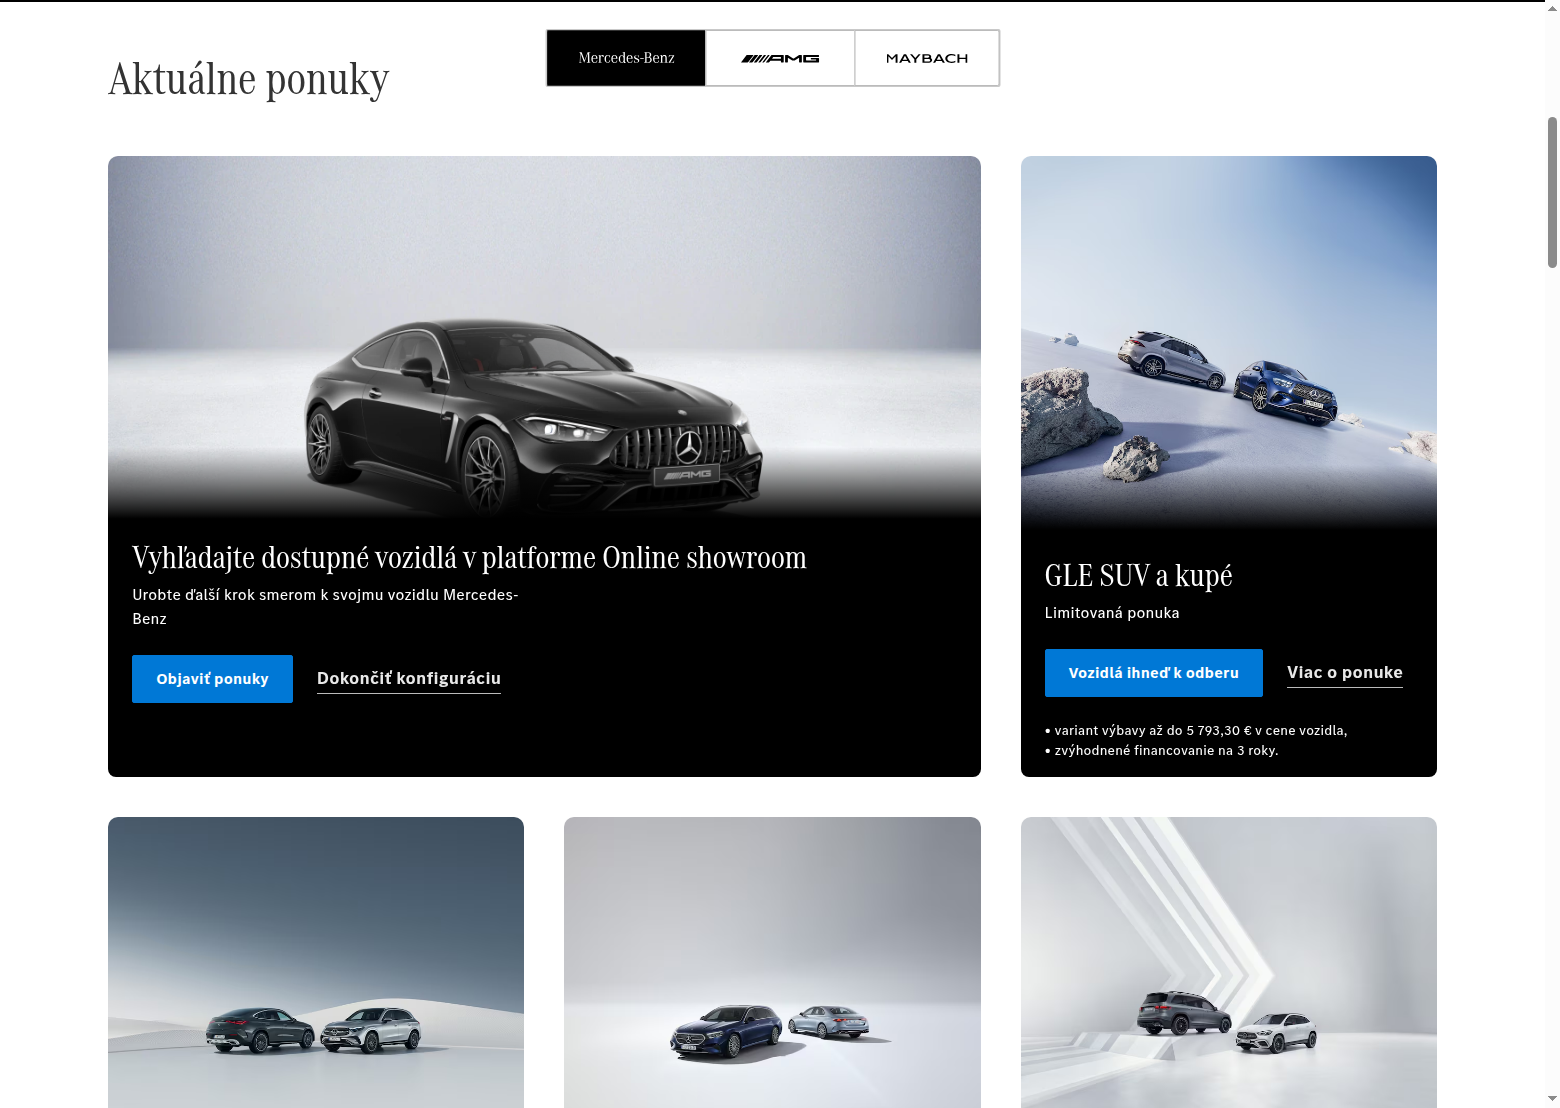 Aktuálne ponuky
Mercedes-Benz
AMG
MAYBACH
AMG
Vyhľadajte dostupné vozidlá v platforme Online showroom
Urobte ďalší krok smerom k svojmu vozidlu Mercedes-
Benz
Objaviť ponuky
Dokončiť konfiguráciu
GLE SUV a kupé
Limitovaná ponuka
Vozidlá ihneď k odberu
Viac o ponuke
• variant výbavy až do 5 793,30 € v cene vozidla,
• zvýhodnené financovanie na 3 roky.